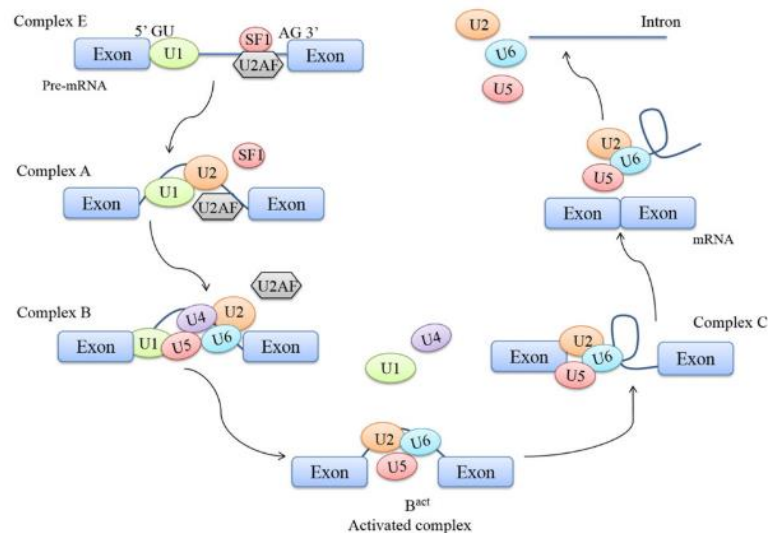 Complex E
5' GU
U1
SF1
AG 3'
Exon
U2AF
Exon
Pre-mRNA
Complex A
SF1
U2
U1
Exon
U2AF
Exon
Complex B
U2AF
U4
U2
Exon
U1
U5
U6
Exon
U4
U1
U2
U6
U5
Exon
Exon
B^act
Activated complex
Complex C
U2
U6
Exon
U5
Exon
U2
U6
U5
Exon
Exon
mRNA
U2
Intron
U6
U5